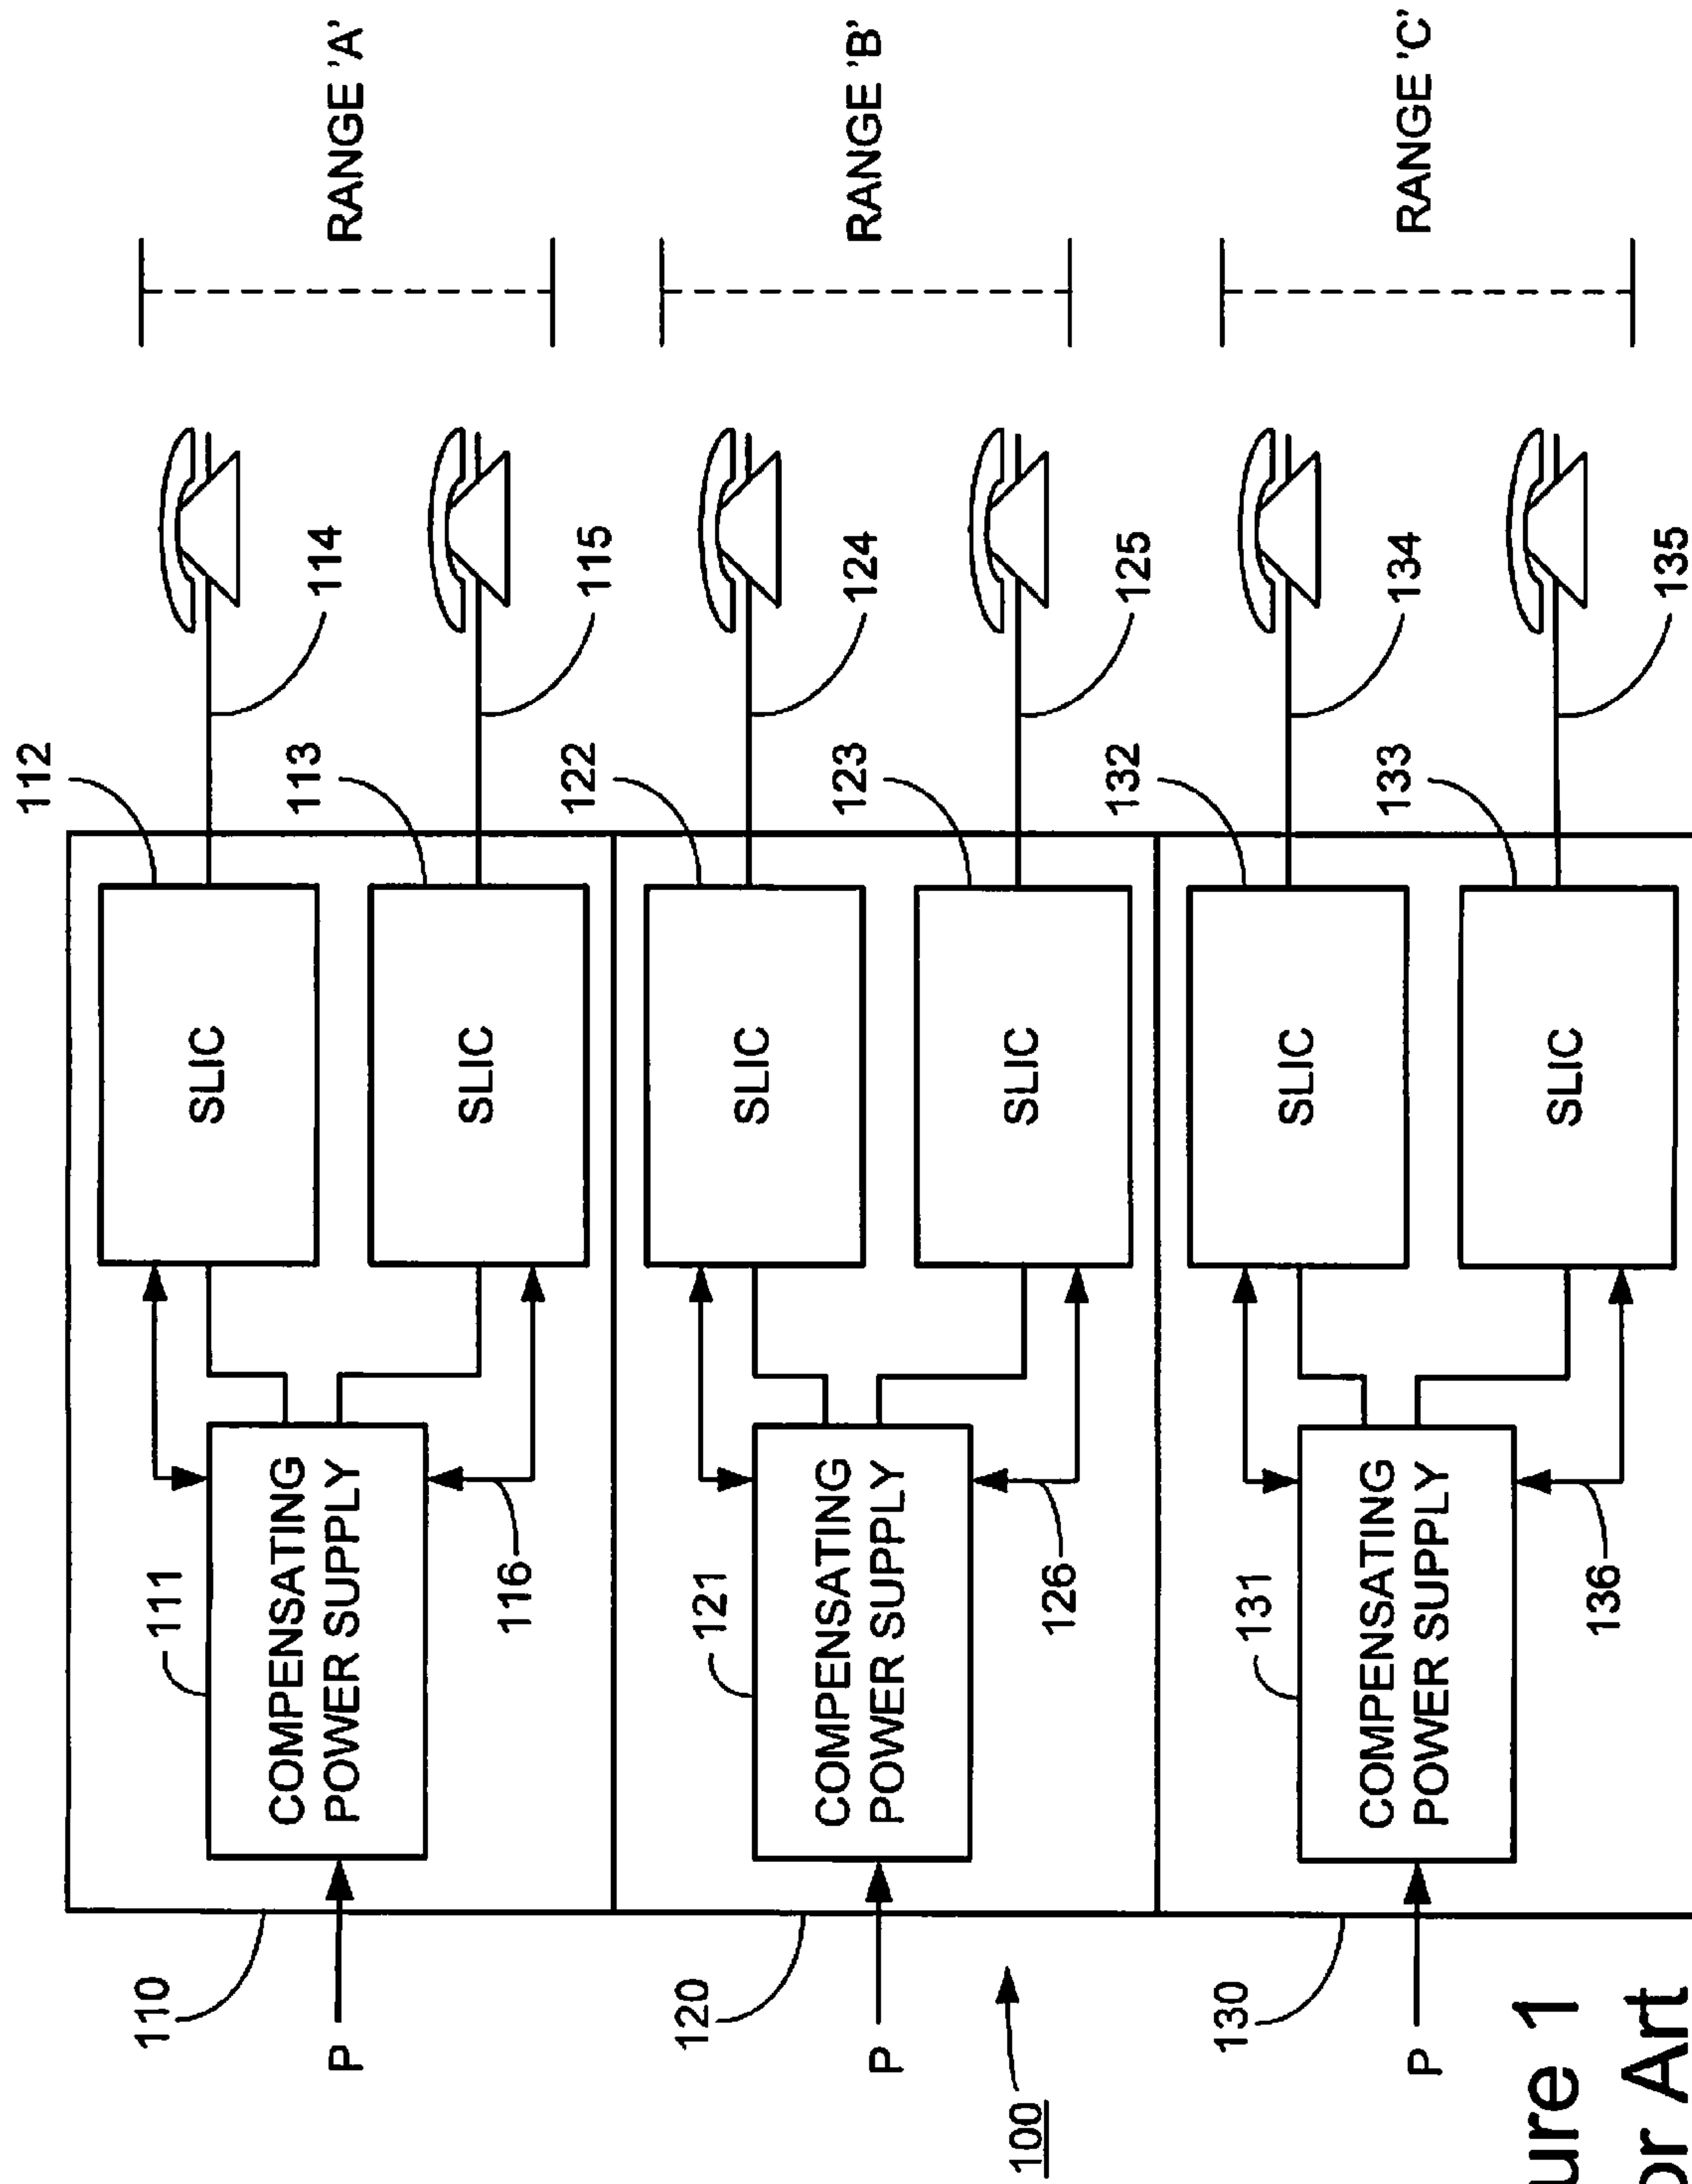 112
114
RANGE 'A'
110
111
SLIC
P
COMPENSATING
POWER SUPPLY
113
115
SLIC
116
122
124
RANGE 'B'
120
121
SLIC
P
COMPENSATING
POWER SUPPLY
123
125
SLIC
126
100
132
134
RANGE 'C'
130
131
SLIC
P
COMPENSATING
POWER SUPPLY
133
135
SLIC
136
ure 1
or Art